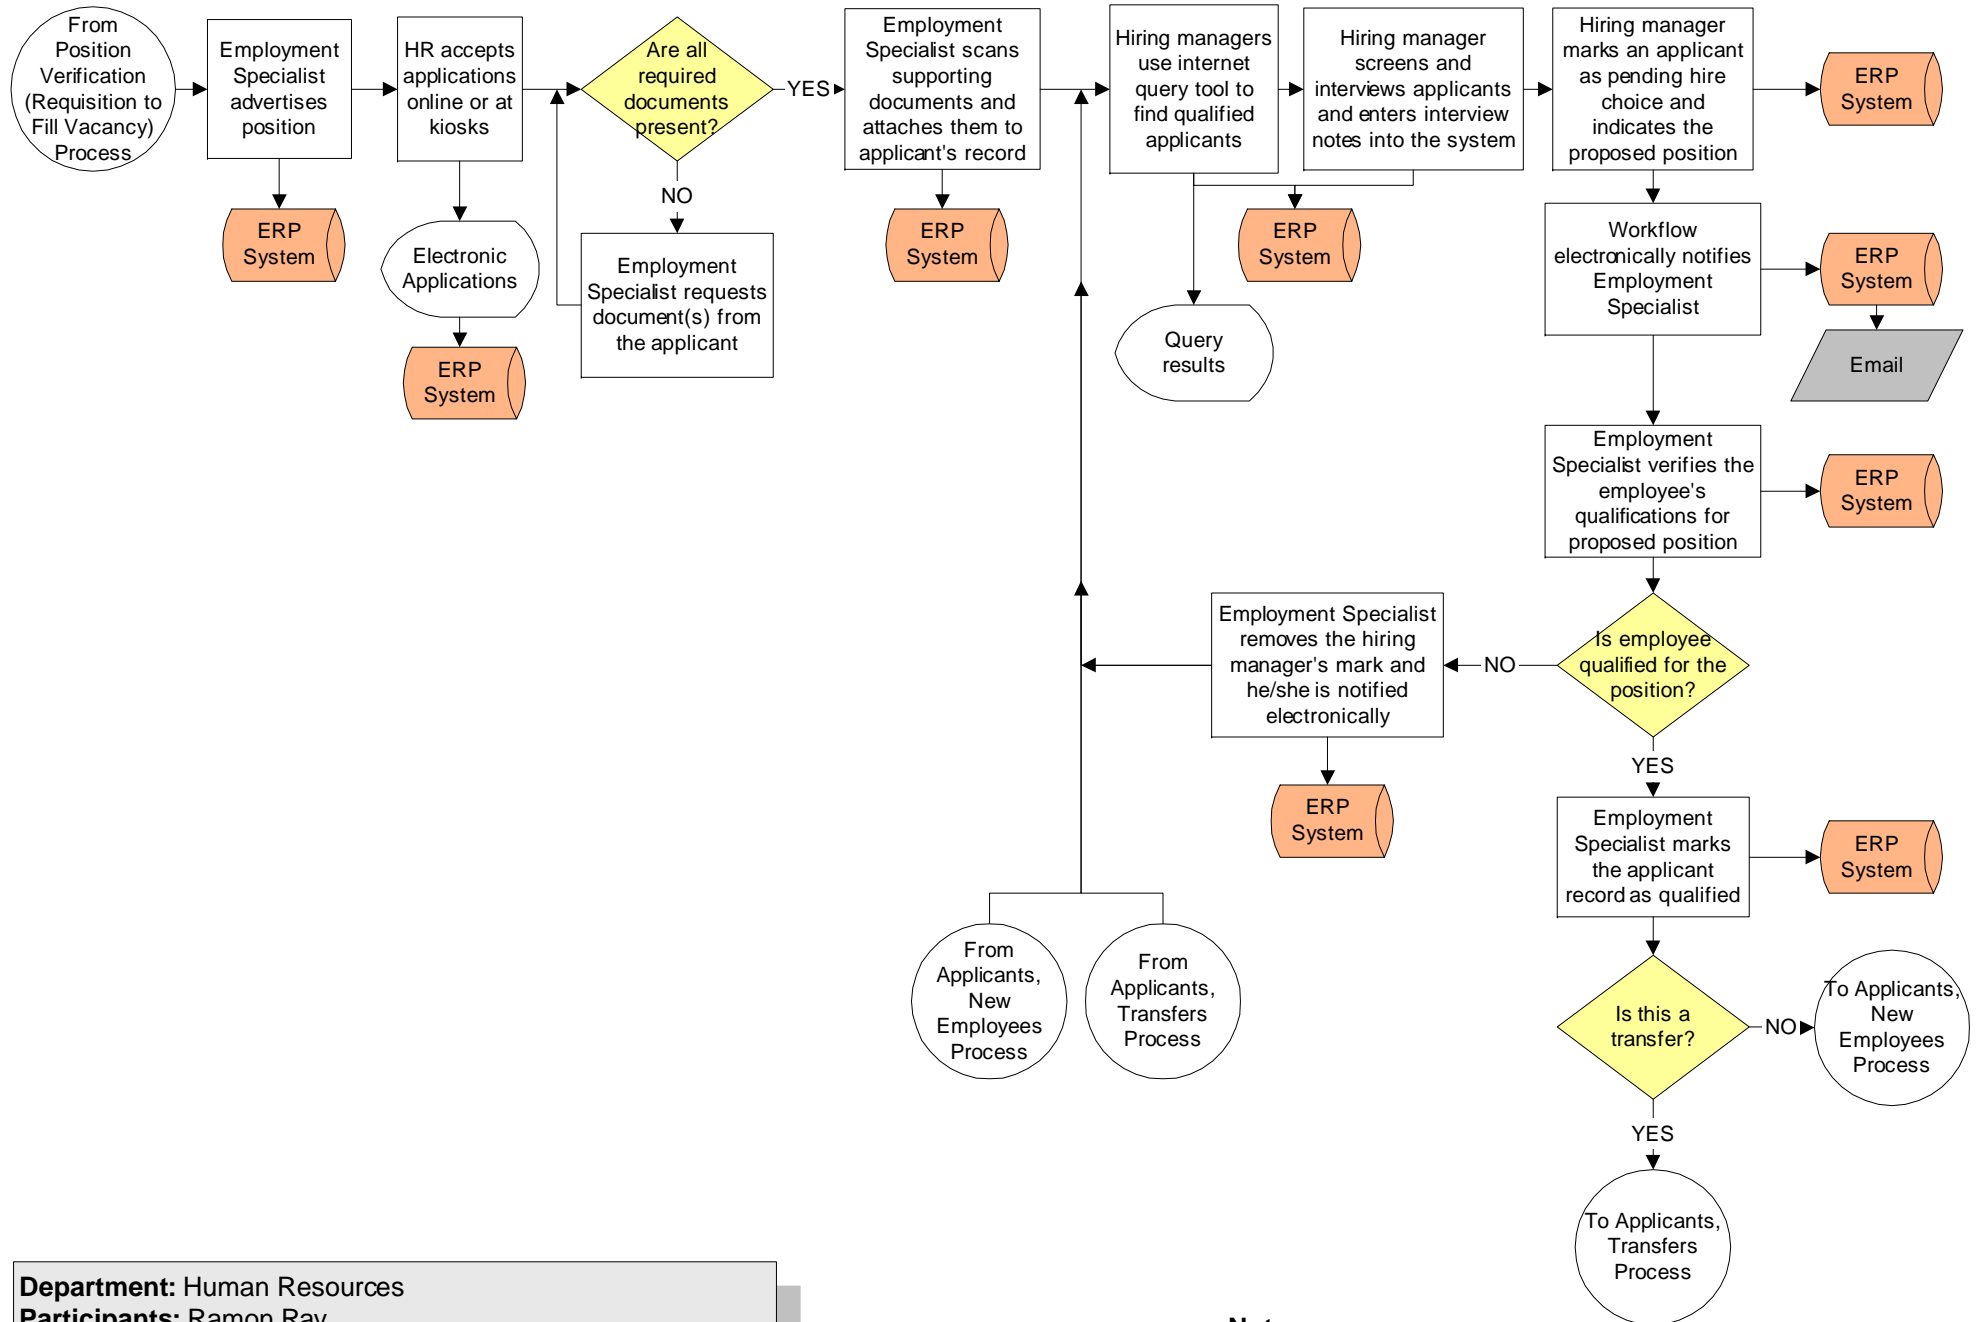 From
Position
Verification
(Requisition to
Fill Vacancy)
Process
Employment
Specialist
advertises
position
ERP
System
HR accepts
applications
online or at
kiosks
Electronic
Applications
ERP
System
Are all
required
documents
present?
YES
NO
Employment
Specialist requests
document(s) from
the applicant
Employment
Specialist scans
supporting
documents and
attaches them to
applicant's record
ERP
System
Hiring managers
use internet
query tool to
find qualified
applicants
Query
results
ERP
System
Hiring manager
screens and
interviews applicants
and enters interview
notes into the system
Hiring manager
marks an applicant
as pending hire
choice and
indicates the
proposed position
ERP
System
Workflow
electronically notifies
Employment
Specialist
ERP
System
Email
Employment
Specialist verifies the
employee's
qualifications for
proposed position
ERP
System
Is employee
qualified for the
position?
NO
Employment Specialist
removes the hiring
manager's mark and
he/she is notified
electronically
ERP
System
YES
Employment
Specialist marks
the applicant
record as qualified
ERP
System
From
Applicants,
New
Employees
Process
From
Applicants,
Transfers
Process
Is this a
transfer?
NO
To Applicants,
New
Employees
Process
YES
To Applicants,
Transfers
Process
Department: Human Resources
Participants: Ramon Ray